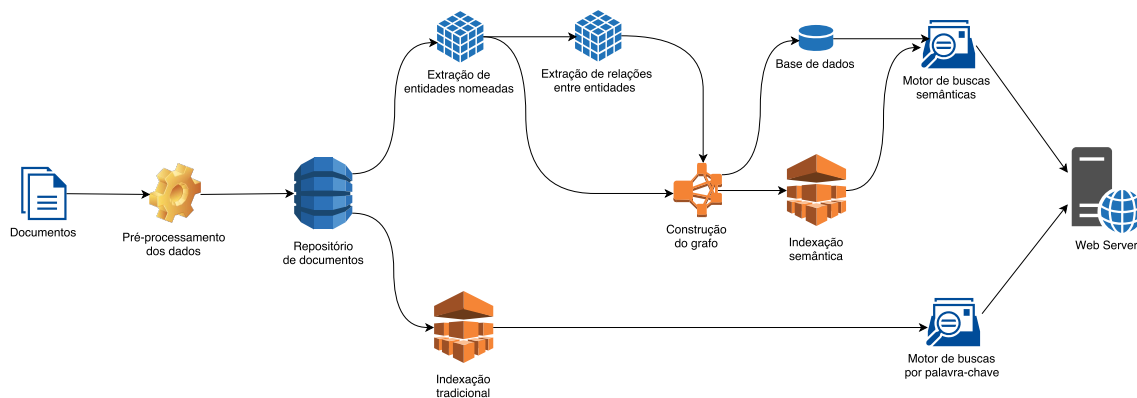 Documentos
Pré-processamento
dos dados
Repositório
de documentos
Extração de
entidades nomeadas
Extração de relações
entre entidades
Construção
do grafo
Base de dados
Indexação
semântica
Motor de buscas
semânticas
Indexação
tradicional
Motor de buscas
por palavra-chave
Web Server